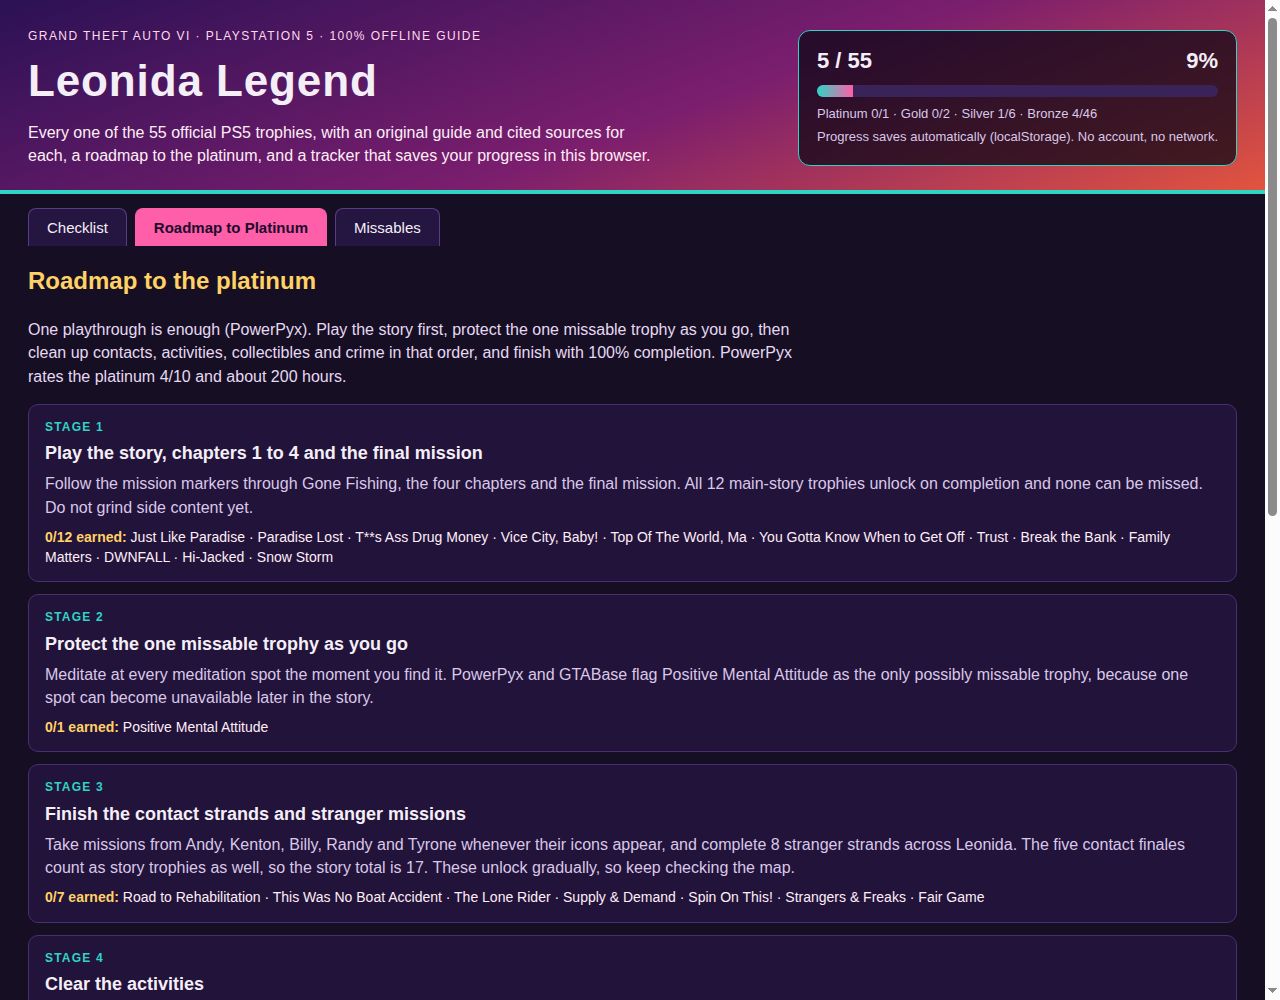 GRAND THEFT AUTO VI · PLAYSTATION 5 · 100% OFFLINE GUIDE
Leonida Legend
Every one of the 55 official PS5 trophies, with an original guide and cited sources for
each, a roadmap to the platinum, and a tracker that saves your progress in this browser.
5 / 55
9%
Platinum 0/1 · Gold 0/2 · Silver 1/6 · Bronze 4/46
Progress saves automatically (localStorage). No account, no network.
Checklist
Roadmap to Platinum
Missables
Roadmap to the platinum
One playthrough is enough (PowerPyx). Play the story first, protect the one missable trophy as you go, then
clean up contacts, activities, collectibles and crime in that order, and finish with 100% completion. PowerPyx
rates the platinum 4/10 and about 200 hours.
STAGE 1
Play the story, chapters 1 to 4 and the final mission
Follow the mission markers through Gone Fishing, the four chapters and the final mission. All 12 main-story trophies unlock on completion and none can be missed.
Do not grind side content yet.
0/12 earned: Just Like Paradise · Paradise Lost · T**s Ass Drug Money · Vice City, Baby! · Top Of The World, Ma · You Gotta Know When to Get Off · Trust · Break the Bank · Family
Matters · DWNFALL · Hi-Jacked · Snow Storm
STAGE 2
Protect the one missable trophy as you go
Meditate at every meditation spot the moment you find it. PowerPyx and GTABase flag Positive Mental Attitude as the only possibly missable trophy, because one
spot can become unavailable later in the story.
0/1 earned: Positive Mental Attitude
STAGE 3
Finish the contact strands and stranger missions
Take missions from Andy, Kenton, Billy, Randy and Tyrone whenever their icons appear, and complete 8 stranger strands across Leonida. The five contact finales
count as story trophies as well, so the story total is 17. These unlock gradually, so keep checking the map.
0/7 earned: Road to Rehabilitation · This Was No Boat Accident · The Lone Rider · Supply & Demand · Spin On This! · Strangers & Freaks · Fair Game
STAGE 4
Clear the activities